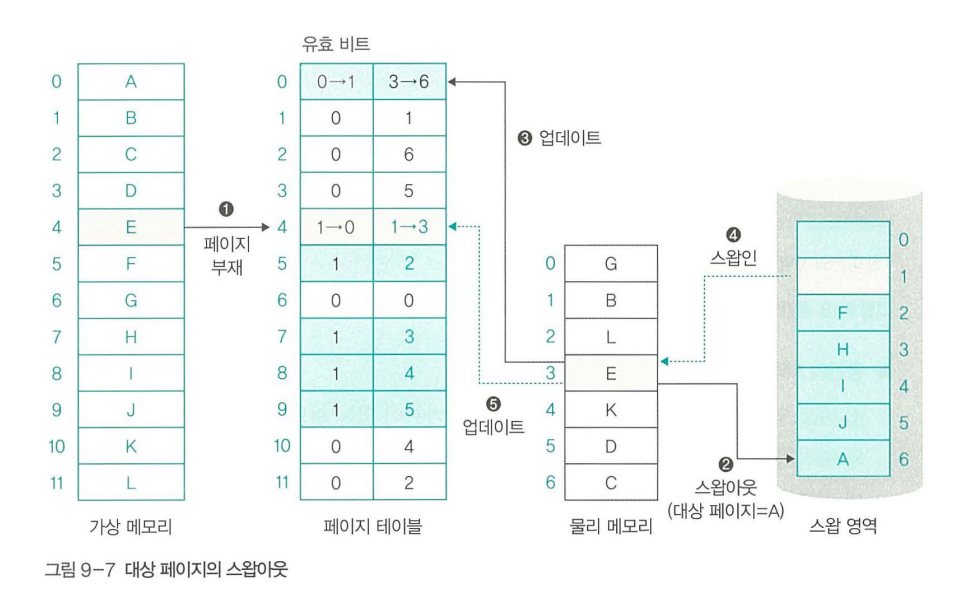 유효 비트
0 A
1 B
2 C
3 D
4 E
5 F
6 G
7 H
8 I
9 J
10 K
11 L
가상 메모리
❶
페이지
부재
0 0→1 3→6
1 0 1
2 0 6
3 0 5
4 1→0 1→3
5 1 2
6 0 0
7 1 3
8 1 4
9 1 5
10 0 4
11 0 2
페이지 테이블
❸ 업데이트
❺
업데이트
0 G
1 B
2 L
3 E
4 K
5 D
6 C
물리 메모리
❹
스왑인
❷
스왑아웃
(대상 페이지=A)
0
1
F 2
H 3
I 4
J 5
A 6
스왑 영역
그림 9-7 대상 페이지의 스왑아웃